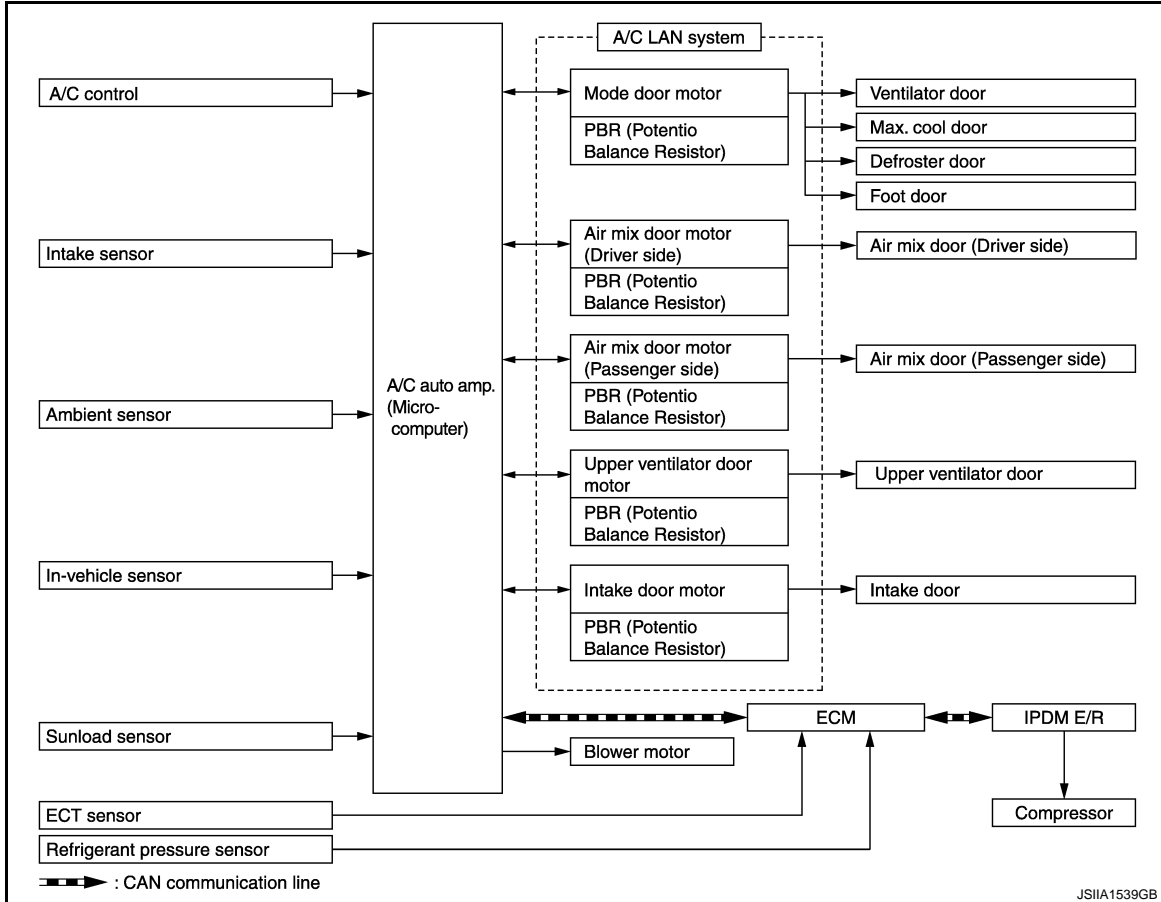 A/C LAN system
A/C control
Mode door motor
PBR (Potentio
Balance Resistor)
Ventilator door
Max. cool door
Defroster door
Foot door
Intake sensor
Air mix door motor
(Driver side)
PBR (Potentio
Balance Resistor)
Air mix door (Driver side)
Air mix door motor
(Passenger side)
PBR (Potentio
Balance Resistor)
Air mix door (Passenger side)
A/C auto amp.
(Micro-
computer)
Ambient sensor
Upper ventilator door
motor
PBR (Potentio
Balance Resistor)
Upper ventilator door
In-vehicle sensor
Intake door motor
PBR (Potentio
Balance Resistor)
Intake door
Sunload sensor
ECM
IPDM E/R
Blower motor
ECT sensor
Compressor
Refrigerant pressure sensor
: CAN communication line
JSIIA1539GB